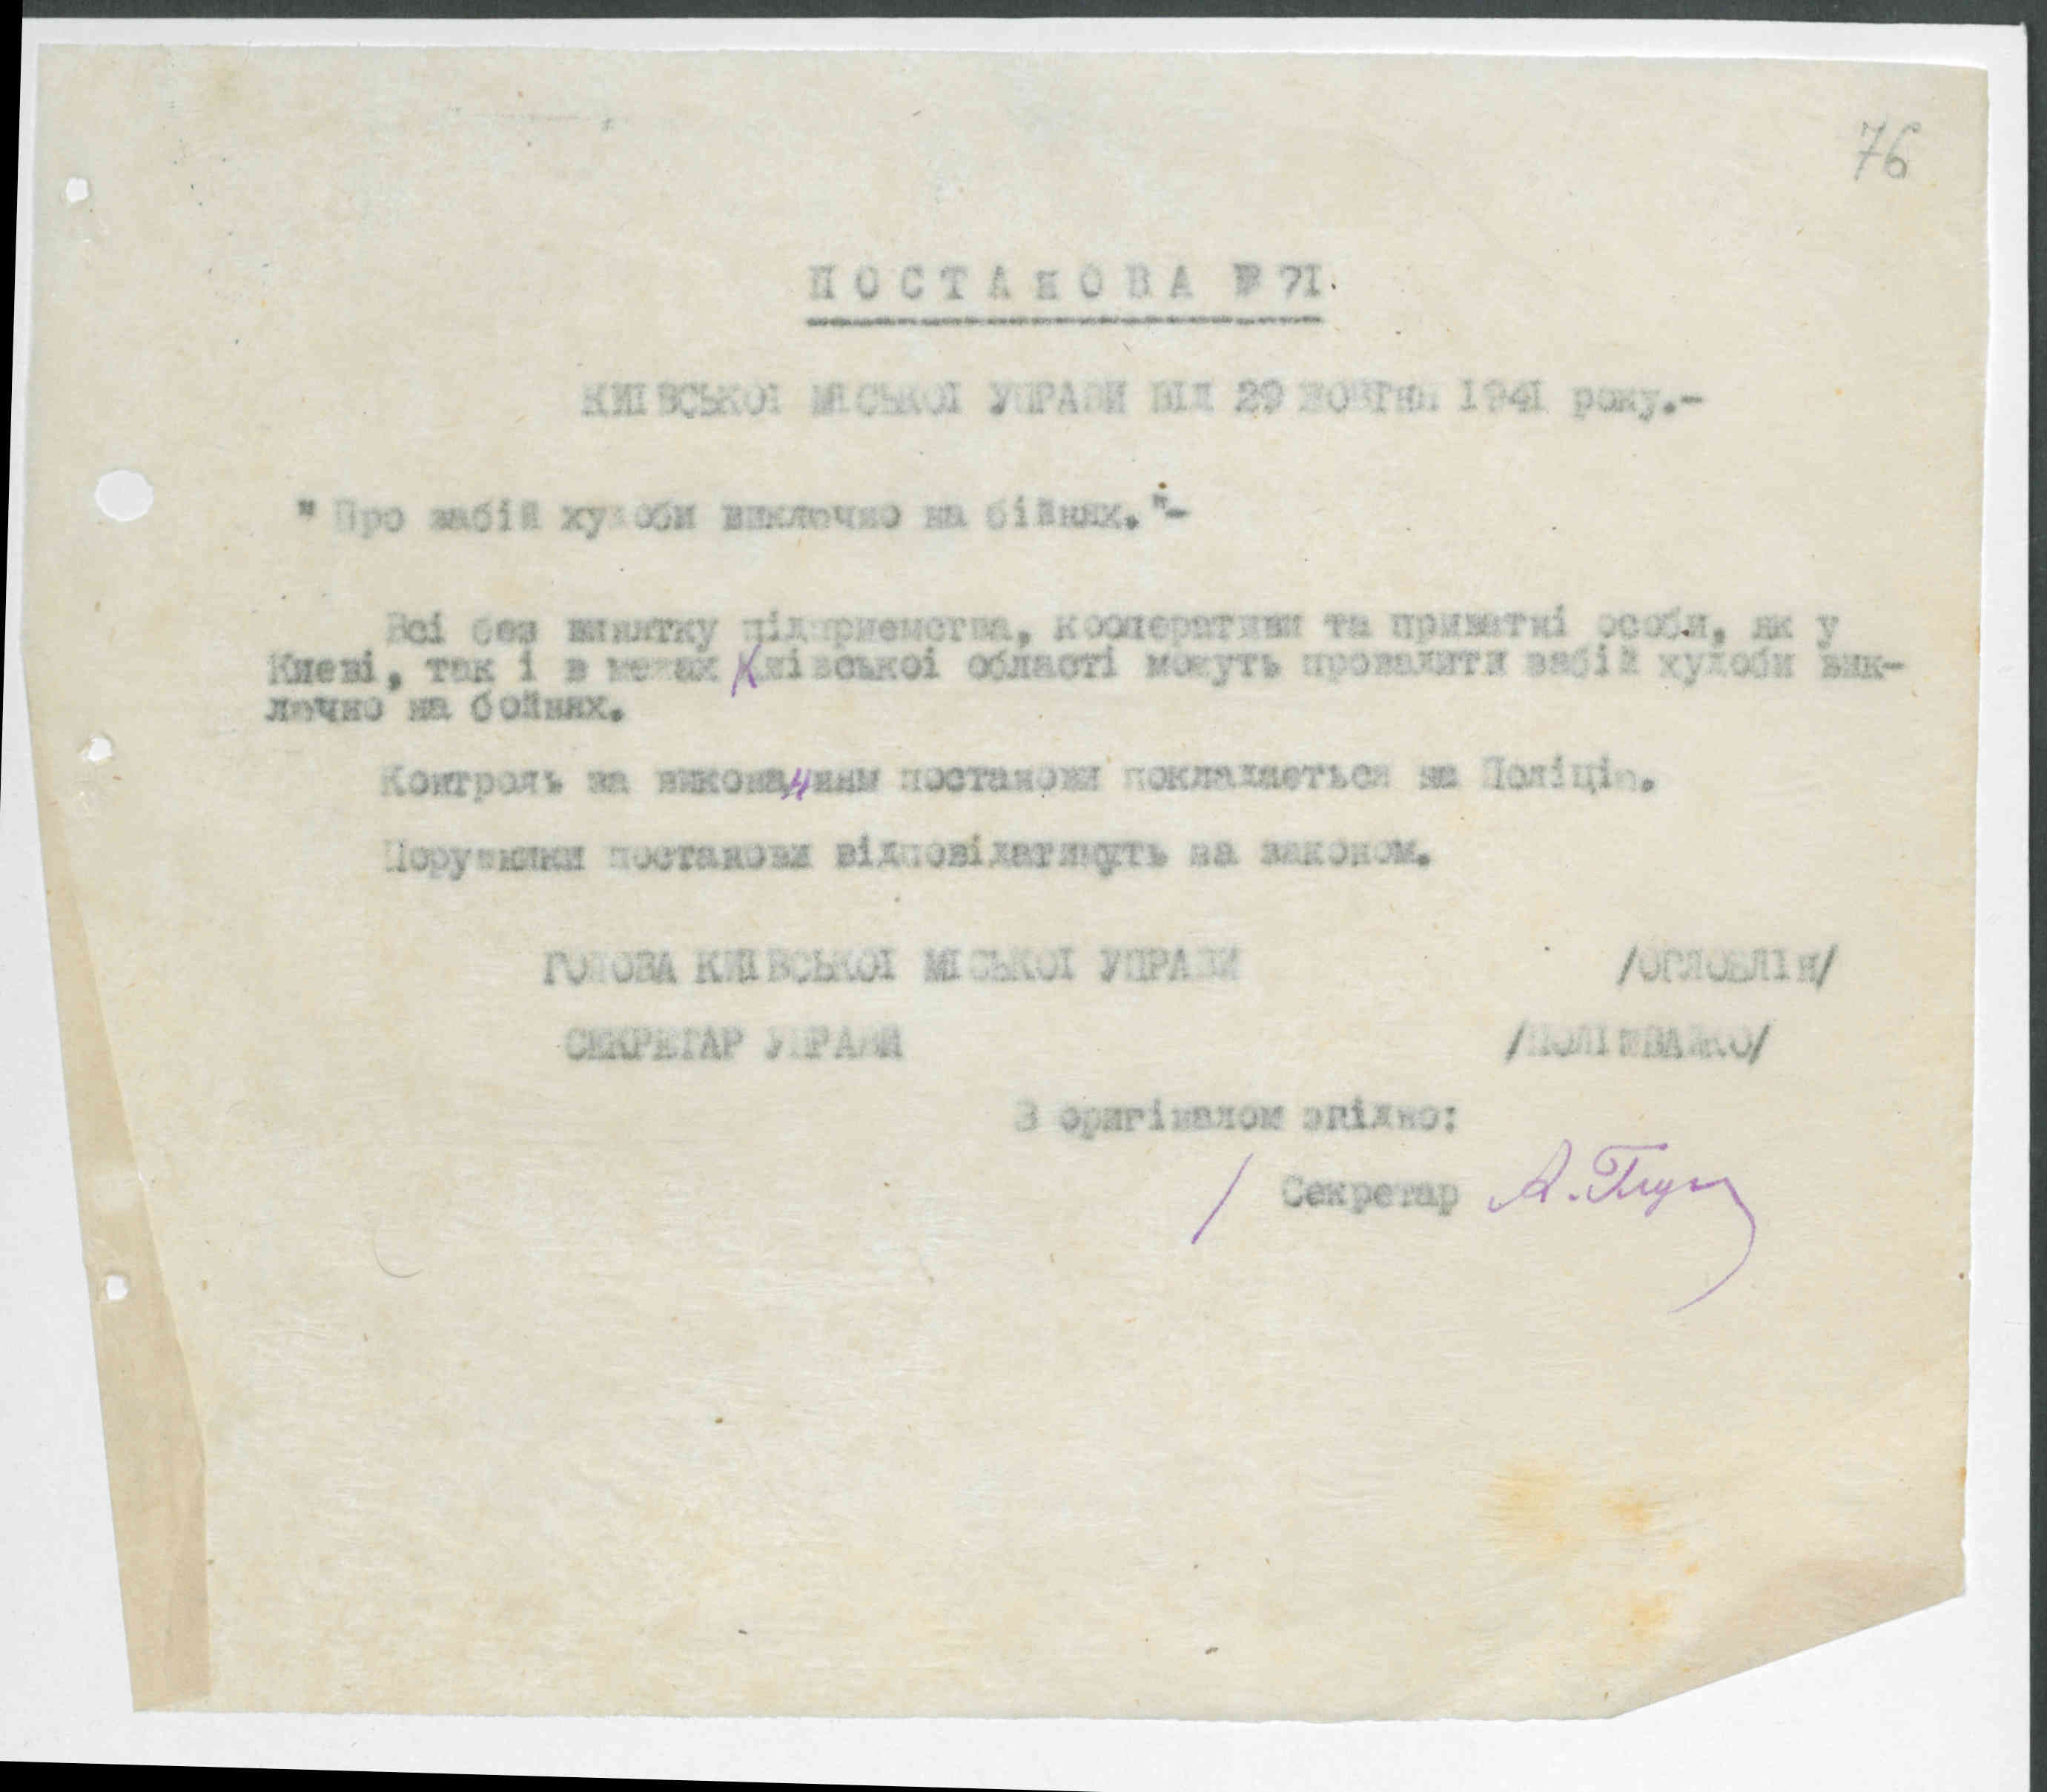 76
ПОСТАНОВА № 71.
КИЇВСЬКОЇ МІСЬКОЇ УПРАВИ ВІД 29 ЖОВТНЯ 1941 року.-
" Про забій худоби виключно на бійнях."-
Всі без винятку підприємства, кооперативи та приватні особи, як у
Києві, так і в межах Київської області можуть провадити забій худоби вик-
лючно на бойнях.
Контроль за виконанням постанови покладається на Поліцію.
Порушники постанови відповідатимуть за законом.
ГОЛОВА КИЇВСЬКОЇ МІСЬКОЇ УПРАВИ /ОГЛОБЛІН/
СЕКРЕТАР УПРАВИ
З оригіналом згідно:
/ Секретар